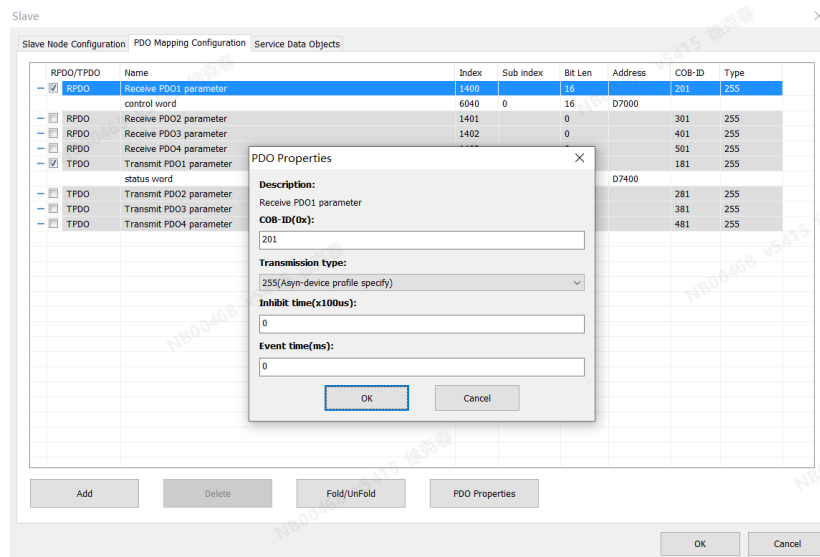 Slave
Slave Node Configuration PDO Mapping Configuration Service Data Objects
RPDO/TPDO Name Index Sub index Bit Len Address COB-ID Type
RPDO Receive PDO1 parameter 1400 16 201 255
control word 6040 0 16 D7000
RPDO Receive PDO2 parameter 1401 0 301 255
RPDO Receive PDO3 parameter 1402 0 401 255
RPDO Receive PDO4 parameter 501 255
TPDO Transmit PDO1 parameter 181 255
status word D7400
TPDO Transmit PDO2 parameter 281 255
TPDO Transmit PDO3 parameter 381 255
TPDO Transmit PDO4 parameter 481 255
PDO Properties
Description:
Receive PDO1 parameter
COB-ID(0x):
201
Transmission type:
255(Asyn-device profile specify)
Inhibit time(x100us):
0
Event time(ms):
0
OK Cancel
Add Delete Fold/UnFold PDO Properties
OK Cancel
NB00468 v5415 徐克春